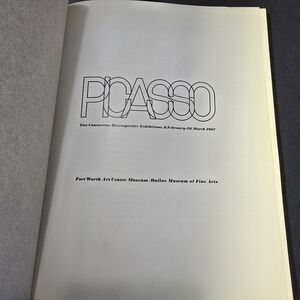 PICASSO
Two Concurrent Retrospective Exhibitions/8 February-26 March 1967
Fort Worth Art Center Museum/Dallas Museum of Fine Arts